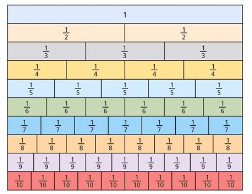 1
1/2 1/2
1/3 1/3 1/3
1/4 1/4 1/4 1/4
1/5 1/5 1/5 1/5 1/5
1/6 1/6 1/6 1/6 1/6 1/6
1/7 1/7 1/7 1/7 1/7 1/7 1/7
1/8 1/8 1/8 1/8 1/8 1/8 1/8 1/8
1/9 1/9 1/9 1/9 1/9 1/9 1/9 1/9 1/9
1/10 1/10 1/10 1/10 1/10 1/10 1/10 1/10 1/10 1/10